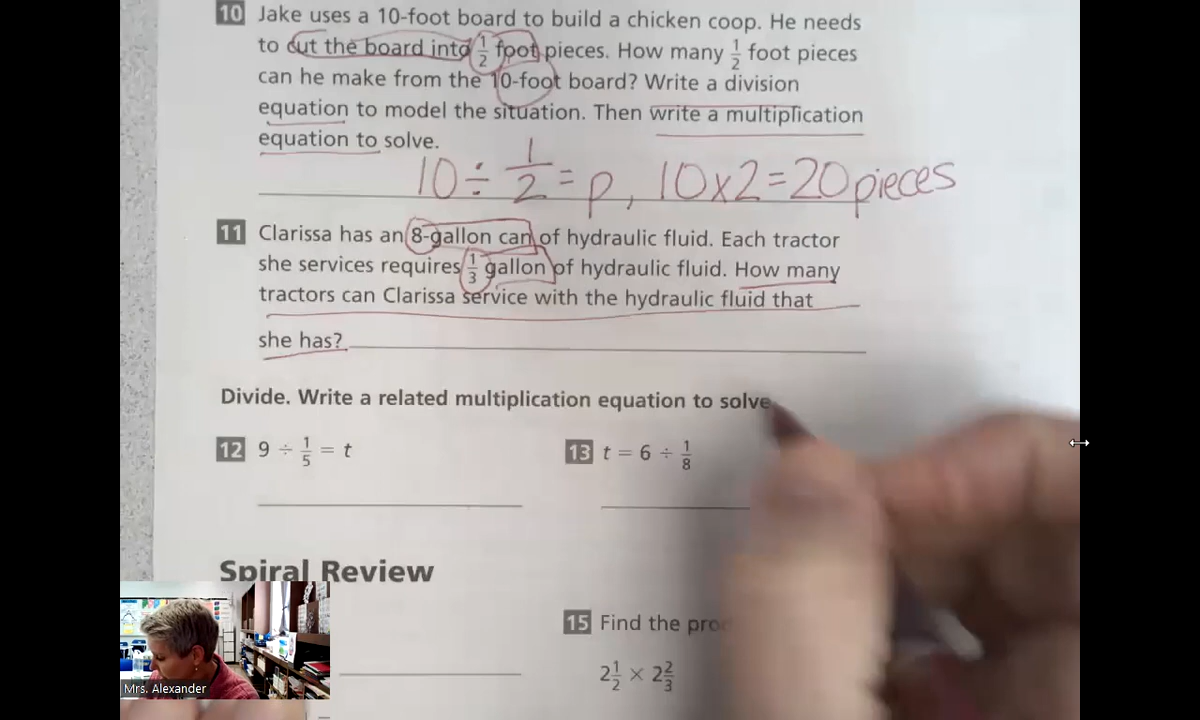 10 Jake uses a 10-foot board to build a chicken coop. He needs
to cut the board into 1/2 foot pieces. How many 1/2 foot pieces
can he make from the 10-foot board? Write a division
equation to model the situation. Then write a multiplication
equation to solve.
10 ÷ 1/2 = p, 10x2=20 pieces
11 Clarissa has an 8-gallon can of hydraulic fluid. Each tractor
she services requires 1/3 gallon of hydraulic fluid. How many
tractors can Clarissa service with the hydraulic fluid that
she has?
Divide. Write a related multiplication equation to solve
12 9 ÷ 1/5 = t
13 t = 6 ÷ 1/8
Spiral Review
15 Find the
2 1/2 × 2 2/3
Mrs. Alexander